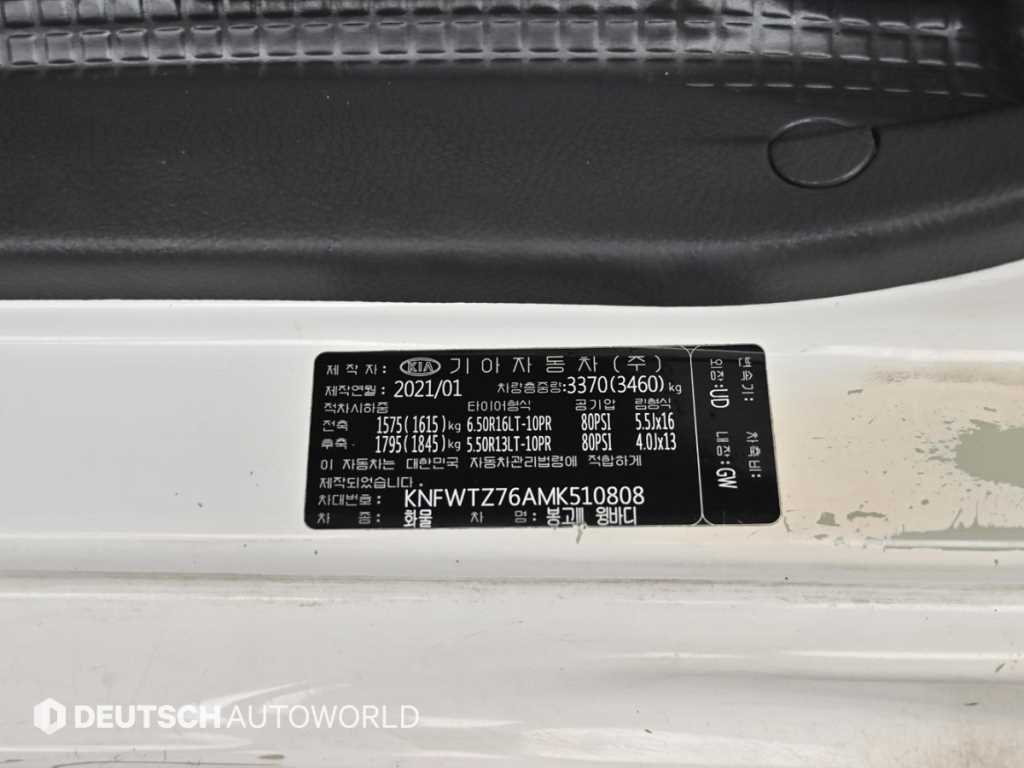 제 작 자: KIA 기아자동차(주)
제작연월: 2021/01 차량총중량:3370(3460)kg
적차시하중 타이어형식 공기압 림형식
전축 1575(1615)kg 6.50R16LT-10PR 80PSI 5.5Jx16
후축 1795(1845)kg 5.50R13LT-10PR 80PSI 4.0Jx13
이 자동차는 대한민국 자동차관리법령에 적합하게
제작되었습니다.
차대번호: KNFWTZ76AMK510808
차 종: 화물 차 명: 봉고Ⅲ 윙바디
변속기: 차축비:
외장:UD 내장:GW
DEUTSCH AUTOWORLD